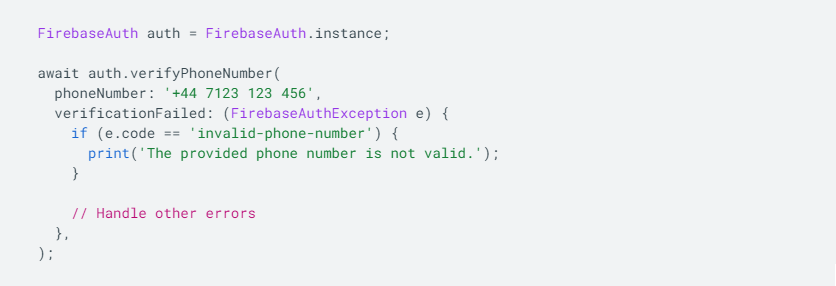 FirebaseAuth auth = FirebaseAuth.instance;

await auth.verifyPhoneNumber(
  phoneNumber: '+44 7123 123 456',
  verificationFailed: (FirebaseAuthException e) {
    if (e.code == 'invalid-phone-number') {
      print('The provided phone number is not valid.');
    }

    // Handle other errors
  },
);